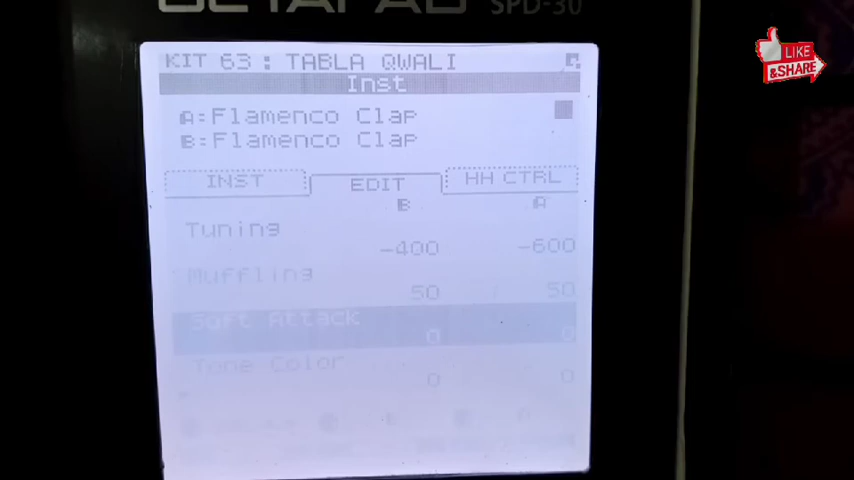 OCTAPAD SPD-30
KIT 63: TABLA QWALI
Inst
A:Flamenco Clap
B:Flamenco Clap
INST EDIT HH CTRL
B A
Tuning
-400 -600
Muffling
50 50
Soft Attack
0 0
Tone Color
0 0
LIKE
&SHARE